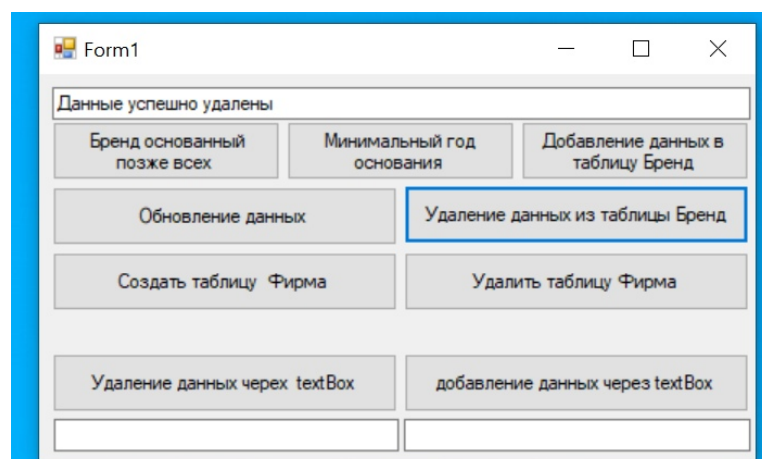 Form1
Данные успешно удалены
Бренд основанный
позже всех
Минимальный год
основания
Добавление данных в
таблицу Бренд
Обновление данных
Удаление данных из таблицы Бренд
Создать таблицу Фирма
Удалить таблицу Фирма
Удаление данных черех textBox
добавление данных через textBox